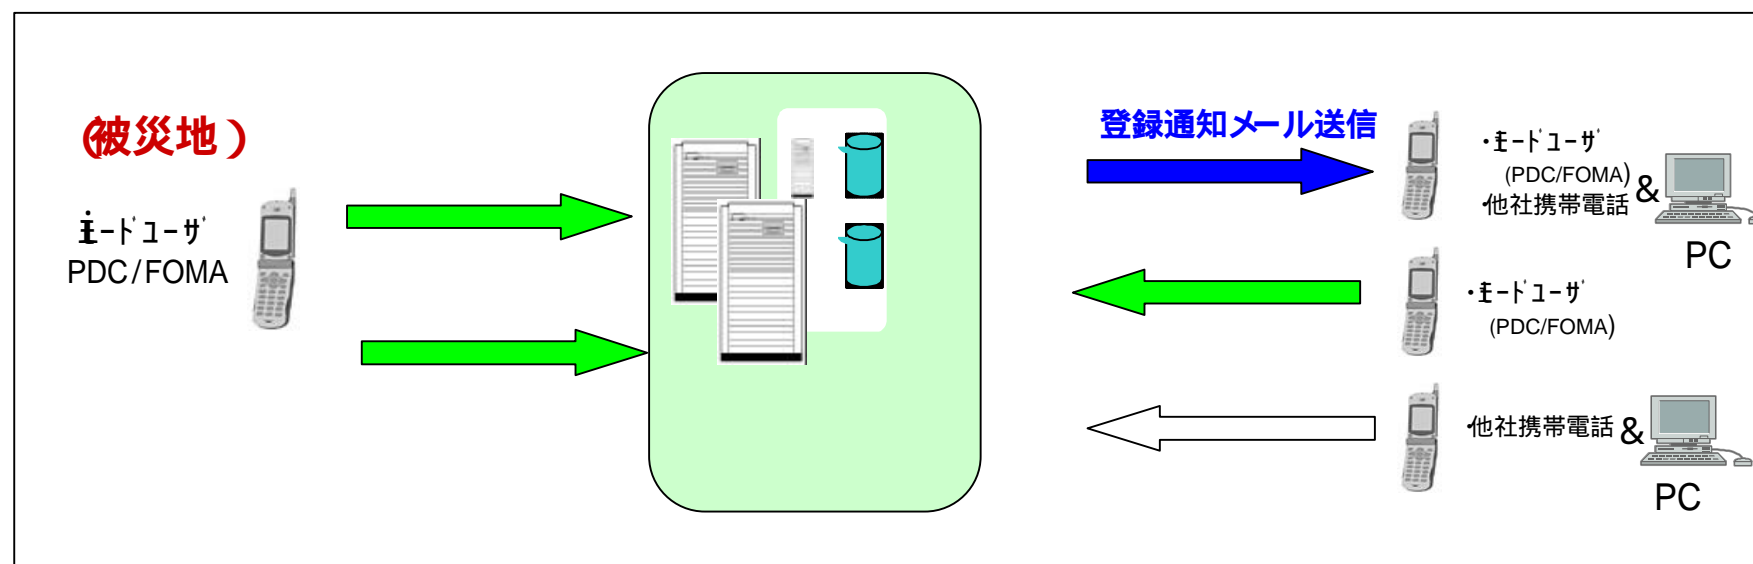 (被災地)
iモードユーザ
PDC/FOMA
登録通知メール送信
・iモードユーザ
(PDC/FOMA)
・他社携帯電話 &
PC
・iモードユーザ
(PDC/FOMA)
・他社携帯電話 &
PC